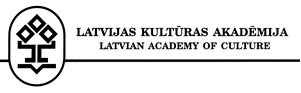 LATVIJAS KULTŪRAS AKADĒMIJA
LATVIAN ACADEMY OF CULTURE